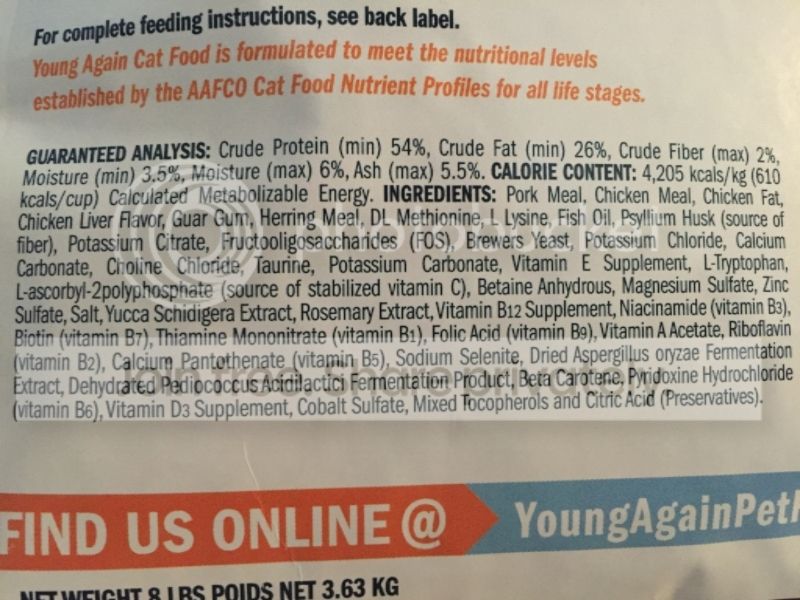 For complete feeding instructions, see back label.
Young Again Cat Food is formulated to meet the nutritional levels
established by the AAFCO Cat Food Nutrient Profiles for all life stages.
GUARANTEED ANALYSIS: Crude Protein (min) 54%, Crude Fat (min) 26%, Crude Fiber (max) 2%,
Moisture (min) 3.5%, Moisture (max) 6%, Ash (max) 5.5%. CALORIE CONTENT: 4,205 kcals/kg (610
kcals/cup) Calculated Metabolizable Energy. INGREDIENTS: Pork Meal, Chicken Meal, Chicken Fat,
Chicken Liver Flavor, Guar Gum, Herring Meal, DL Methionine, L Lysine, Fish Oil, Psyllium Husk (source of
fiber), Potassium Citrate, Fructooligosaccharides (FOS), Brewers Yeast, Potassium Chloride, Calcium
Carbonate, Choline Chloride, Taurine, Potassium Carbonate, Vitamin E Supplement, L-Tryptophan,
L-ascorbyl-2polyphosphate (source of stabilized vitamin C), Betaine Anhydrous, Magnesium Sulfate, Zinc
Sulfate, Salt, Yucca Schidigera Extract, Rosemary Extract, Vitamin B12 Supplement, Niacinamide (vitamin B3),
Biotin (vitamin B7), Thiamine Mononitrate (vitamin B1), Folic Acid (vitamin B9), Vitamin A Acetate, Riboflavin
(vitamin B2), Calcium Pantothenate (vitamin B5), Sodium Selenite, Dried Aspergillus oryzae Fermentation
Extract, Dehydrated Pediococcus Acidilactici Fermentation Product, Beta Carotene, Pyridoxine Hydrochloride
(vitamin B6), Vitamin D3 Supplement, Cobalt Sulfate, Mixed Tocopherols and Citric Acid (Preservatives).
FIND US ONLINE @ YoungAgainPet
NET WEIGHT 8 LBS POIDS NET 3.63 KG